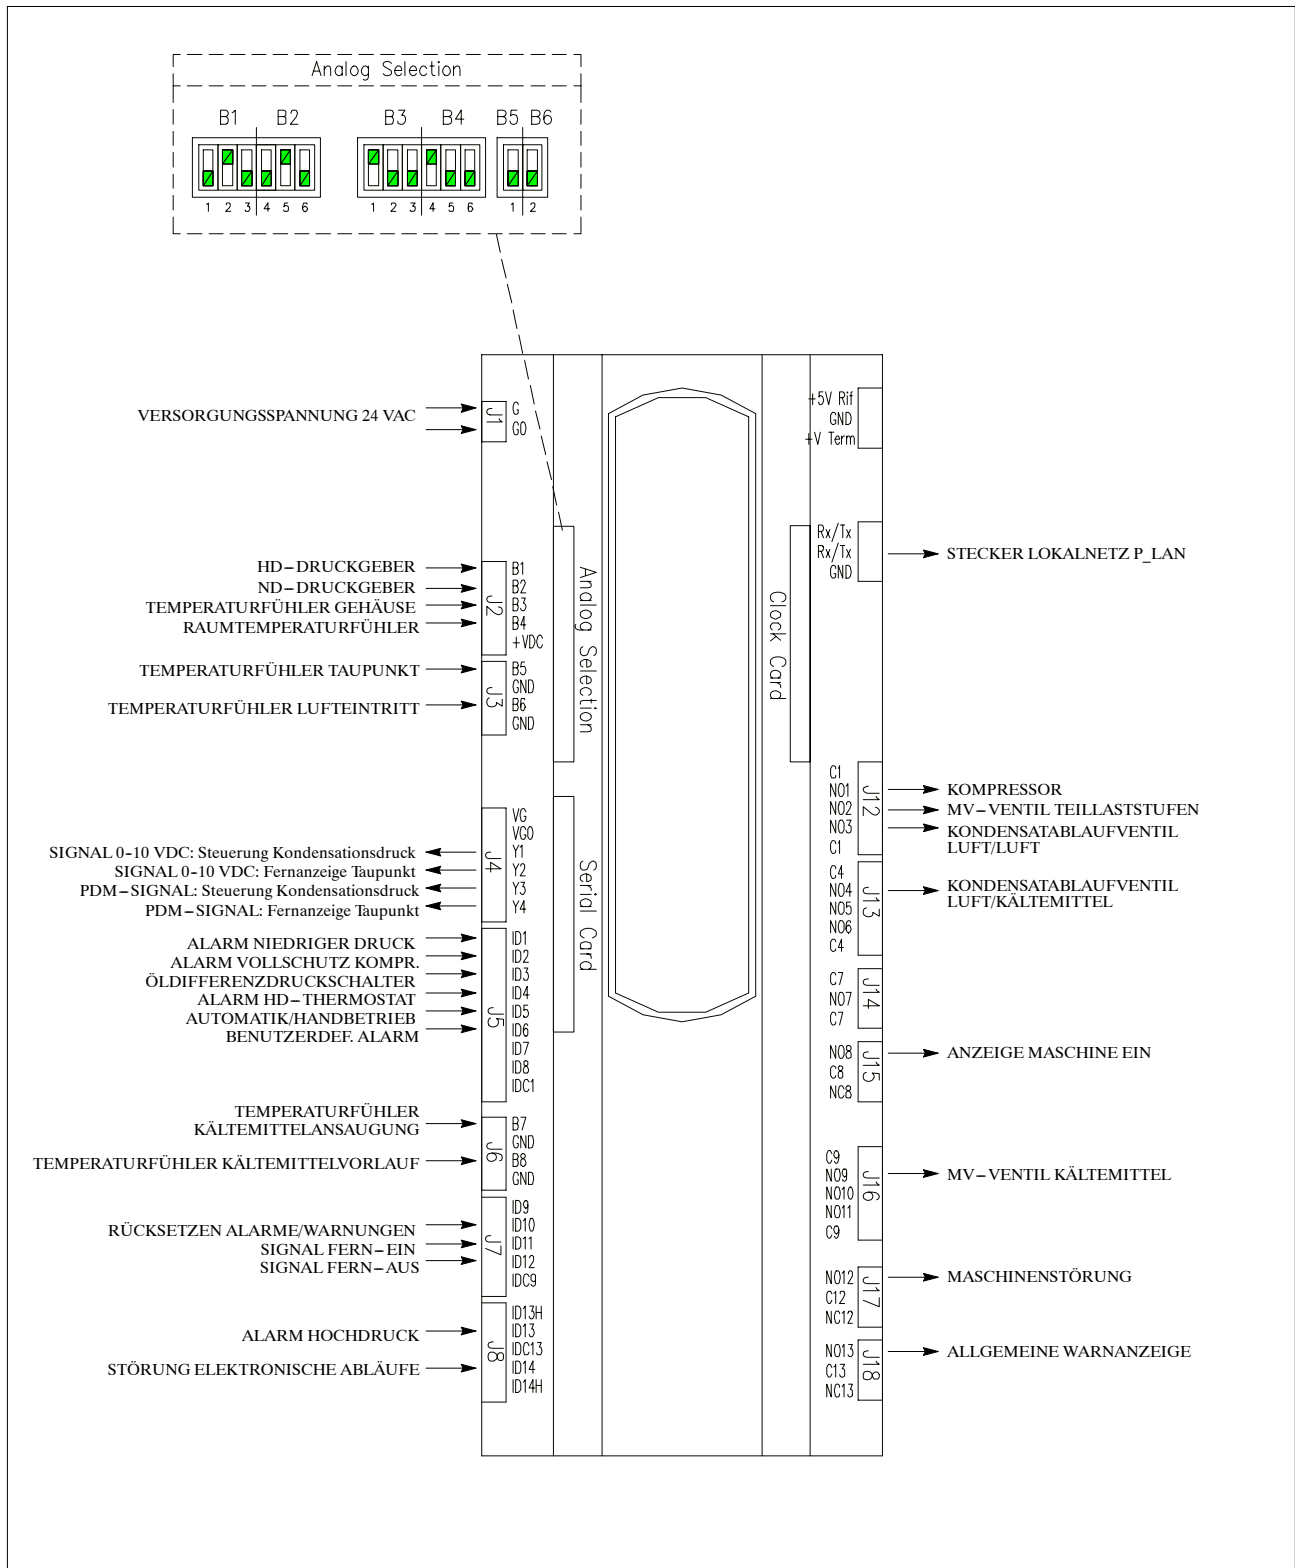 Analog Selection
B1 B2 B3 B4 B5 B6
1 2 3 4 5 6 1 2 3 4 5 6 1 2
VERSORGUNGSSPANNUNG 24 VAC
J1
G
G0
HD-DRUCKGEBER
ND-DRUCKGEBER
TEMPERATURFÜHLER GEHÄUSE
RAUMTEMPERATURFÜHLER
J2
B1
B2
B3
B4
+VDC
TEMPERATURFÜHLER TAUPUNKT
TEMPERATURFÜHLER LUFTEINTRITT
J3
B5
GND
B6
GND
SIGNAL 0-10 VDC: Steuerung Kondensationsdruck
SIGNAL 0-10 VDC: Fernanzeige Taupunkt
PDM-SIGNAL: Steuerung Kondensationsdruck
PDM-SIGNAL: Fernanzeige Taupunkt
J4
VG
VG0
Y1
Y2
Y3
Y4
ALARM NIEDRIGER DRUCK
ALARM VOLLSCHUTZ KOMPR.
ÖLDIFFERENZDRUCKSCHALTER
ALARM HD-THERMOSTAT
AUTOMATIK/HANDBETRIEB
BENUTZERDEF. ALARM
J5
ID1
ID2
ID3
ID4
ID5
ID6
ID7
ID8
IDC1
TEMPERATURFÜHLER
KÄLTEMITTELANSAUGUNG
TEMPERATURFÜHLER KÄLTEMITTELVORLAUF
J6
B7
GND
B8
GND
RÜCKSETZEN ALARME/WARNUNGEN
SIGNAL FERN-EIN
SIGNAL FERN-AUS
J7
ID9
ID10
ID11
ID12
IDC9
ALARM HOCHDRUCK
STÖRUNG ELEKTRONISCHE ABLÄUFE
J8
ID13H
ID13
IDC13
ID14
ID14H
Analog Selection
Serial Card
Clock Card
+5V Rif
GND
+V Term
Rx/Tx
Rx/Tx
GND
STECKER LOKALNETZ P_LAN
C1
NO1
NO2
NO3
C1
J12
KOMPRESSOR
MV-VENTIL TEILLASTSTUFEN
KONDENSATABLAUFVENTIL
LUFT/LUFT
C4
NO4
NO5
NO6
C4
J13
KONDENSATABLAUFVENTIL
LUFT/KÄLTEMITTEL
C7
NO7
C7
J14
NO8
C8
NC8
J15
ANZEIGE MASCHINE EIN
C9
NO9
NO10
NO11
C9
J16
MV-VENTIL KÄLTEMITTEL
NO12
C12
NC12
J17
MASCHINENSTÖRUNG
NO13
C13
NC13
J18
ALLGEMEINE WARNANZEIGE